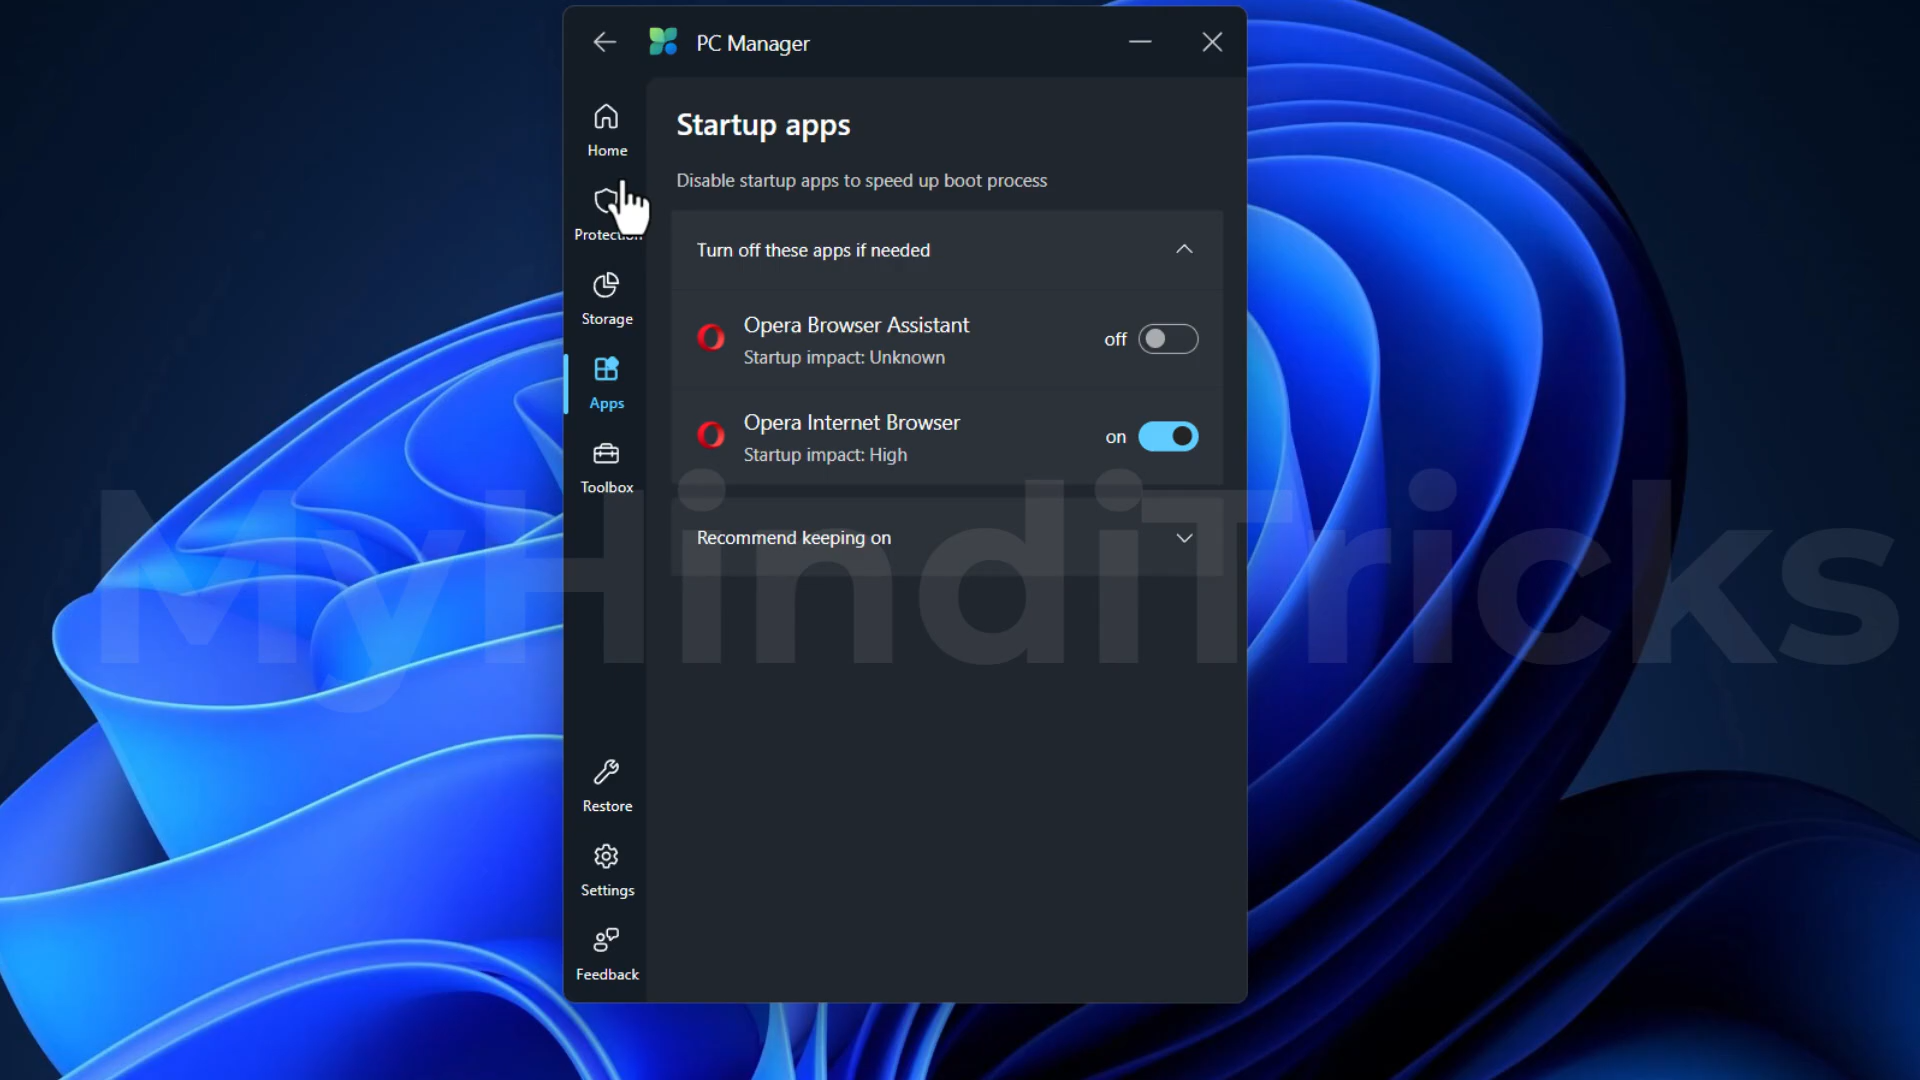 PC Manager
Home
Protection
Storage
Apps
Toolbox
Restore
Settings
Feedback
Startup apps
Disable startup apps to speed up boot process
Turn off these apps if needed
Opera Browser Assistant
Startup impact: Unknown
off
Opera Internet Browser
Startup impact: High
on
Recommend keeping on
MyHindiTricks